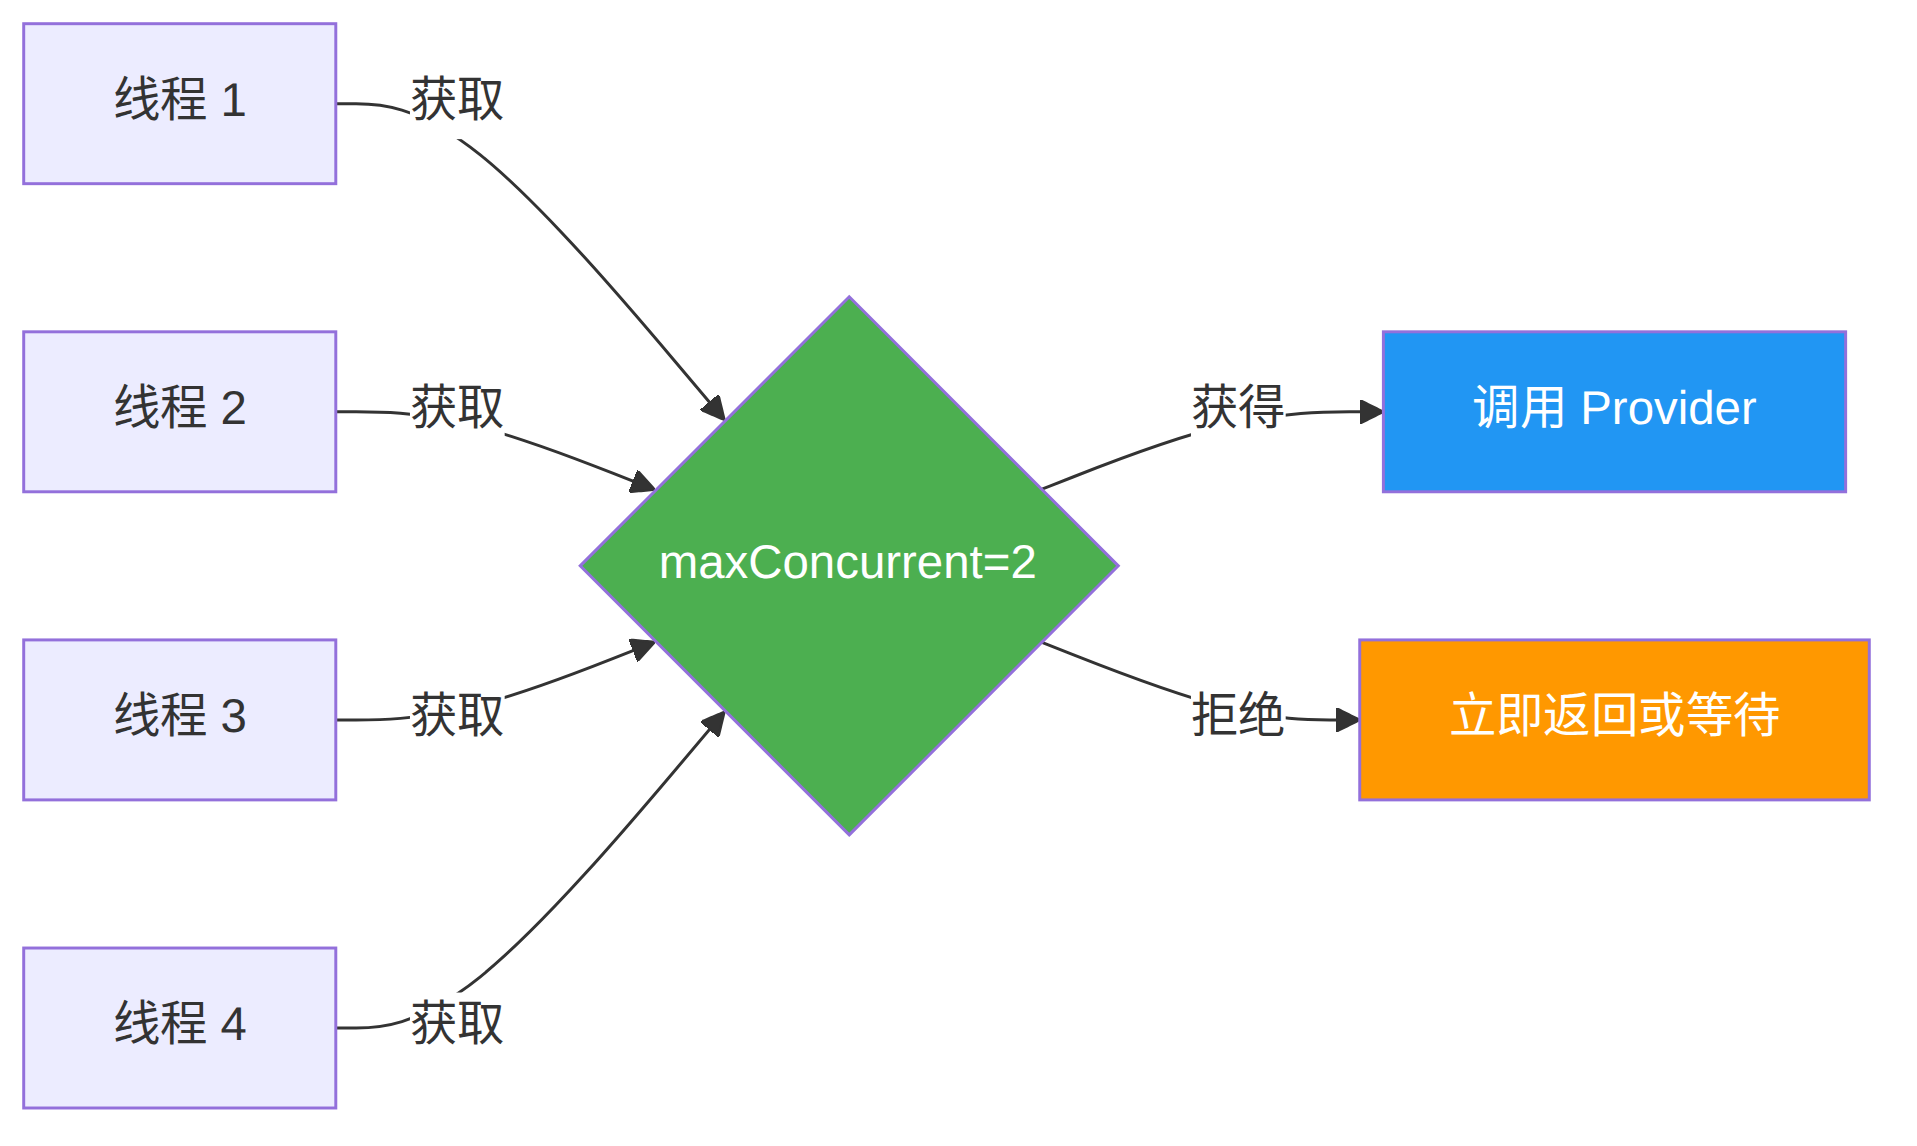 线程 1
获取
线程 2
获取
线程 3
获取
线程 4
获取
maxConcurrent=2
获得
调用 Provider
拒绝
立即返回或等待